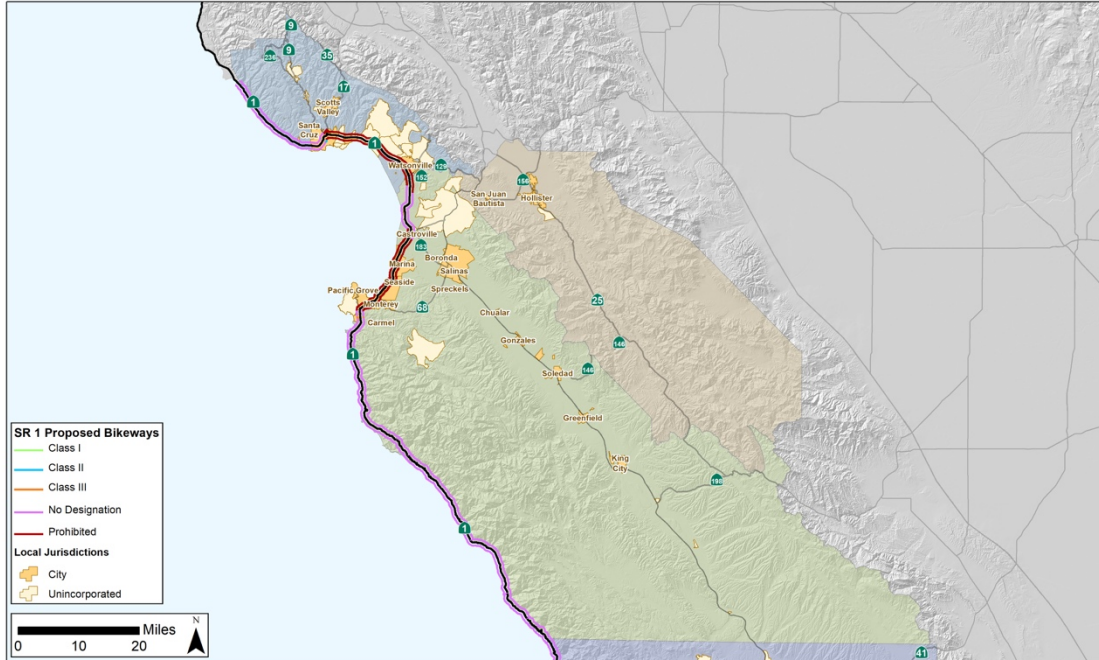 9
236
9
35
17
1
Scotts
Valley
Santa
Cruz
1
Watsonville
129
152
156
San Juan
Bautista
Hollister
Castroville
183
Boronda
Marina
Salinas
Seaside
Spreckels
Pacific Grove
Monterey
68
25
Carmel
Chualar
1
Gonzales
146
Soledad
146
Greenfield
King
City
198
1
41
SR 1 Proposed Bikeways
Class I
Class II
Class III
No Designation
Prohibited
Local Jurisdictions
City
Unincorporated
Miles
0 10 20
N